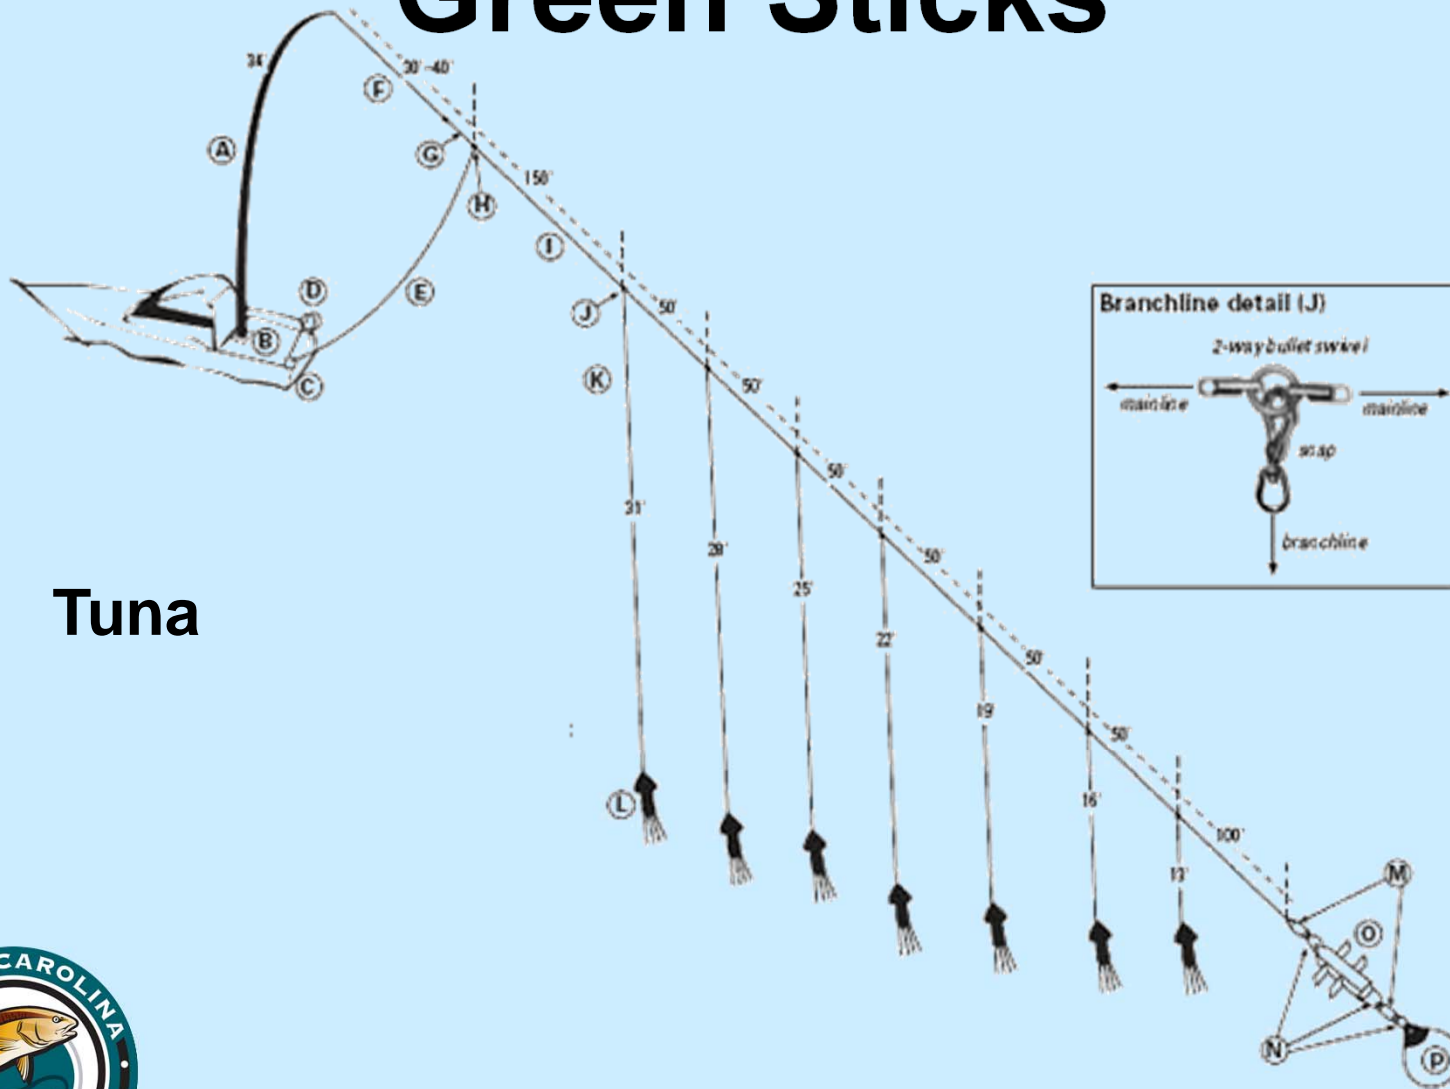 Green Sticks
34'
30'-40'
F
A
G
150'
H
I
D
E
J
50'
B
C
K
50'
50'
50'
50'
50'
31'
28'
25'
22'
19'
16'
13'
100'
L
M
O
N
P
Branchline detail (J)
2-way bullet swivel
mainline
mainline
snap
branchline
Tuna
CAROLINA